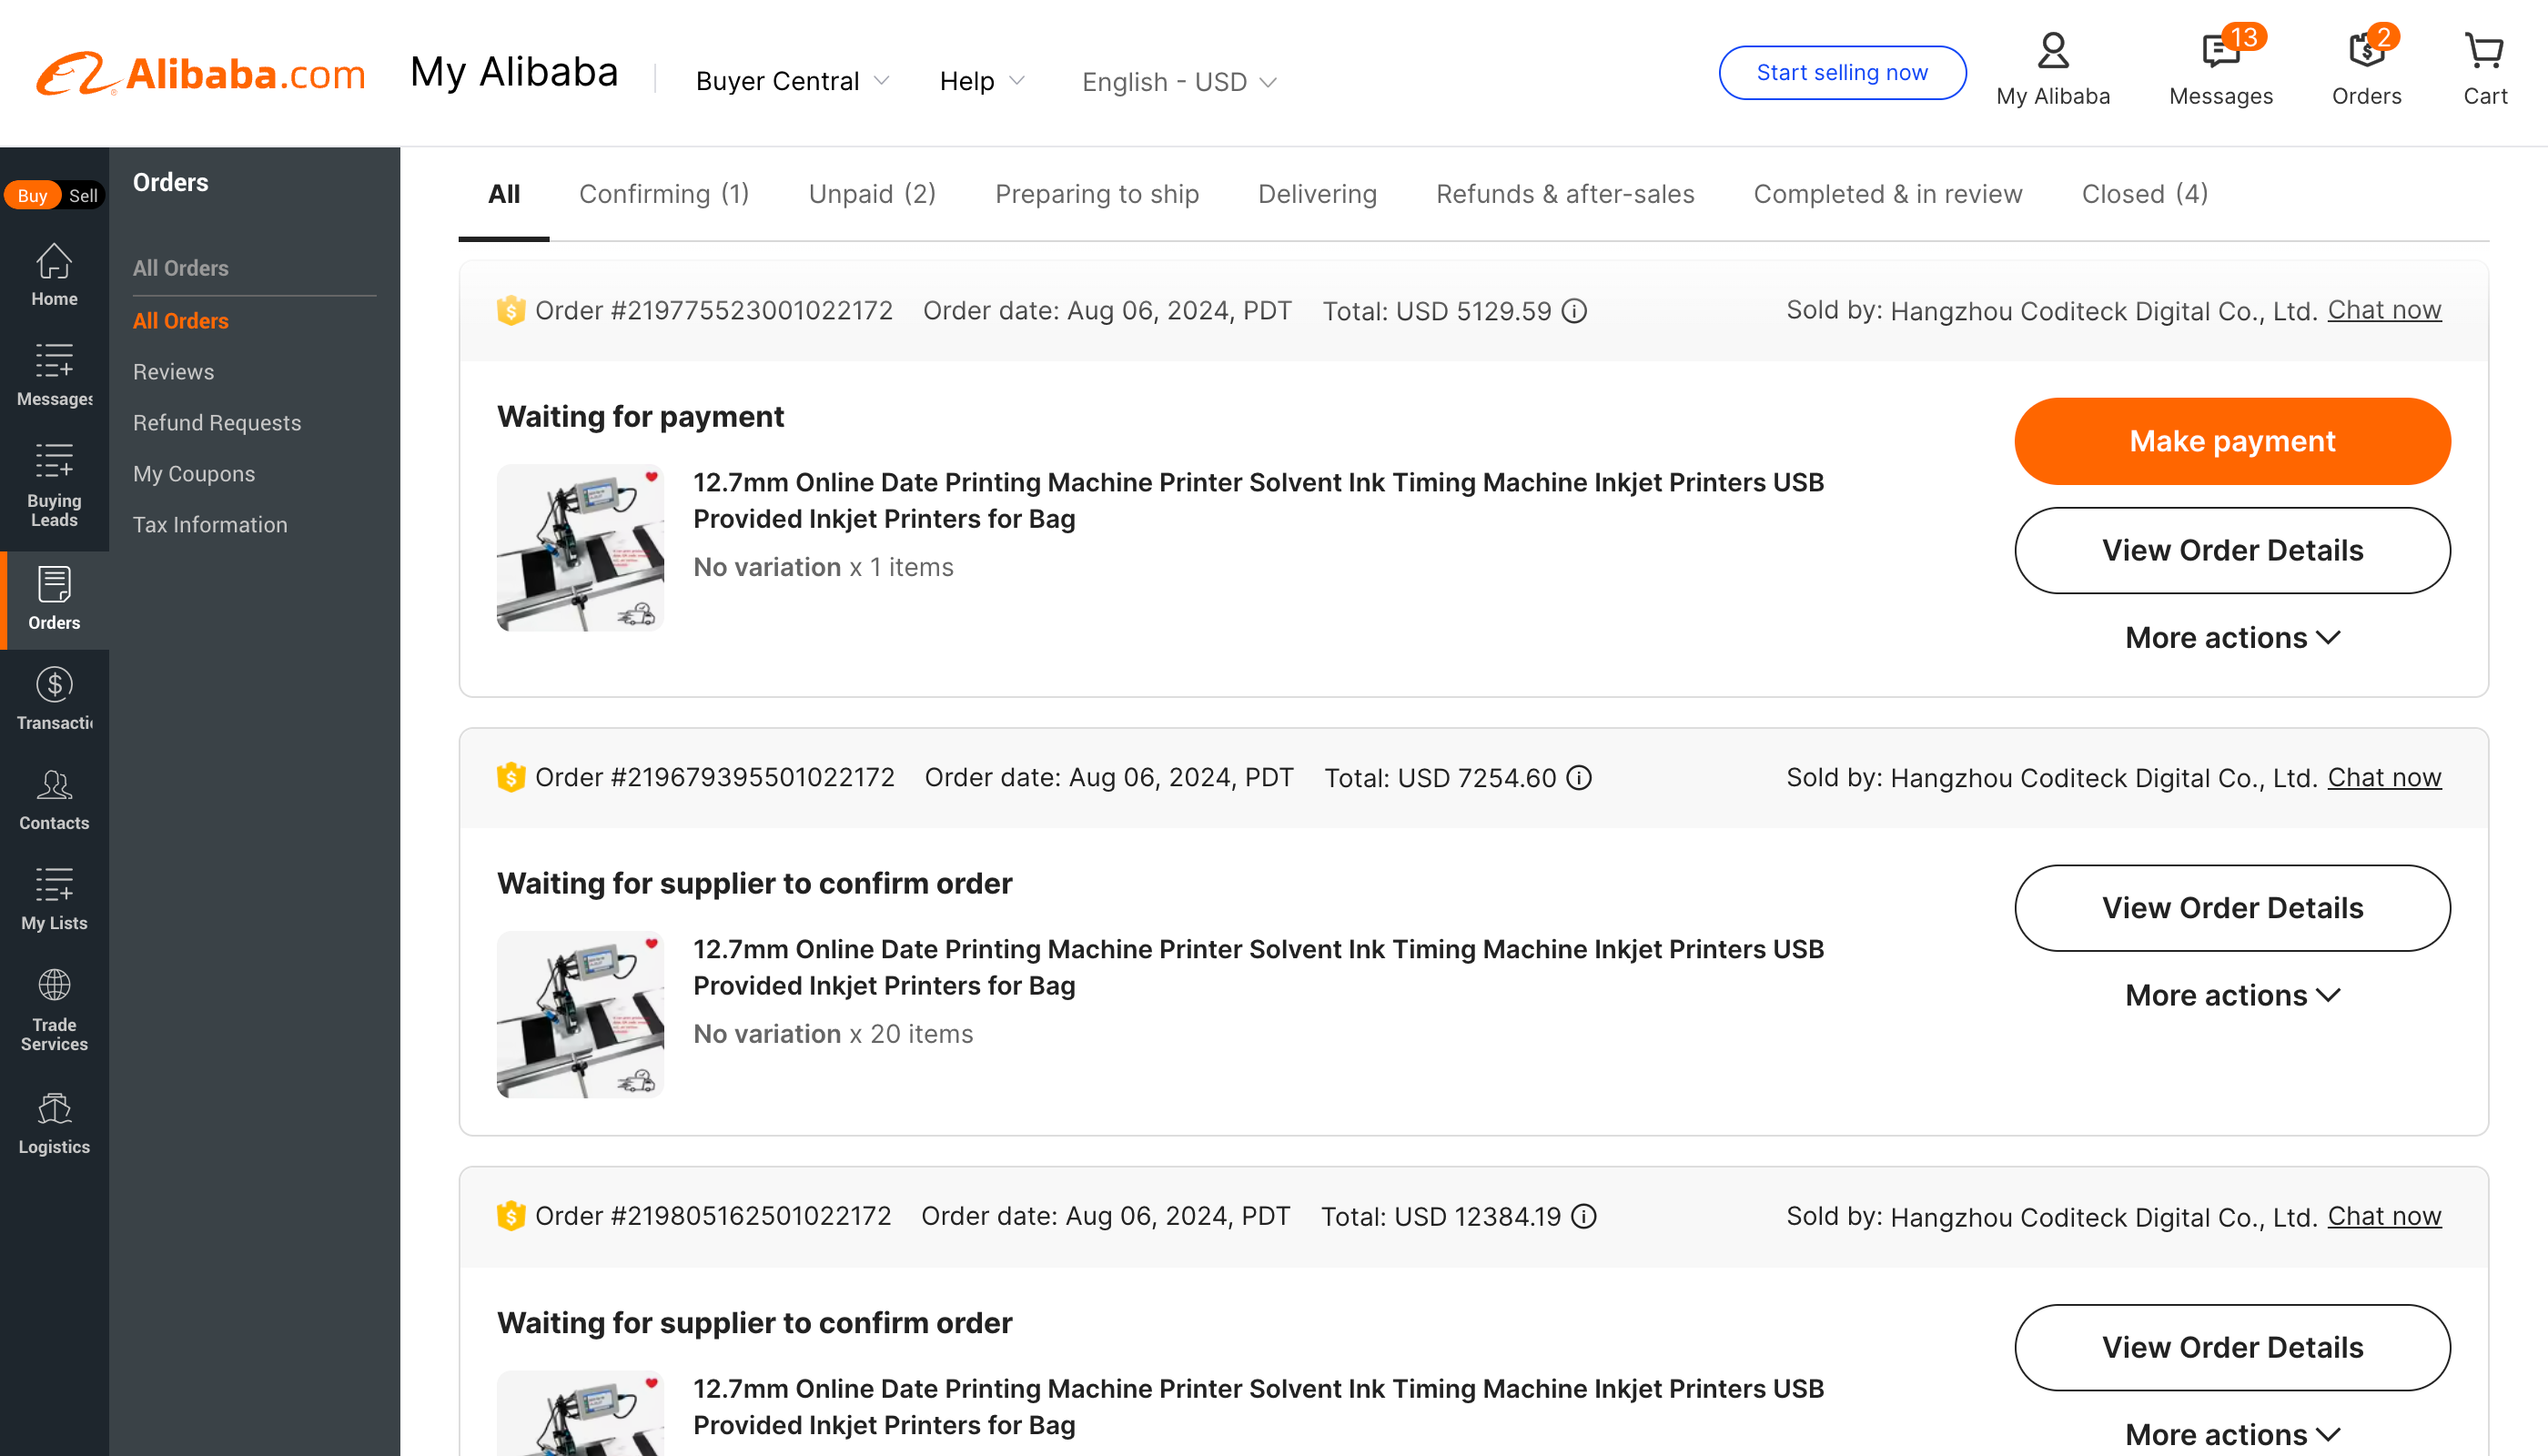 Alibaba.com
My Alibaba
Buyer Central
Help
English - USD
Start selling now
My Alibaba
13
Messages
2
Orders
Cart
Buy
Sell
Home
Messages
Buying
Leads
Orders
Transacti
Contacts
My Lists
Trade
Services
Logistics
Orders
All Orders
All Orders
Reviews
Refund Requests
My Coupons
Tax Information
All
Confirming (1)
Unpaid (2)
Preparing to ship
Delivering
Refunds & after-sales
Completed & in review
Closed (4)
Order #219775523001022172 Order date: Aug 06, 2024, PDT Total: USD 5129.59
Sold by: Hangzhou Coditeck Digital Co., Ltd. Chat now
Waiting for payment
12.7mm Online Date Printing Machine Printer Solvent Ink Timing Machine Inkjet Printers USB
Provided Inkjet Printers for Bag
No variation x 1 items
Make payment
View Order Details
More actions
Order #219679395501022172 Order date: Aug 06, 2024, PDT Total: USD 7254.60
Sold by: Hangzhou Coditeck Digital Co., Ltd. Chat now
Waiting for supplier to confirm order
12.7mm Online Date Printing Machine Printer Solvent Ink Timing Machine Inkjet Printers USB
Provided Inkjet Printers for Bag
No variation x 20 items
View Order Details
More actions
Order #219805162501022172 Order date: Aug 06, 2024, PDT Total: USD 12384.19
Sold by: Hangzhou Coditeck Digital Co., Ltd. Chat now
Waiting for supplier to confirm order
12.7mm Online Date Printing Machine Printer Solvent Ink Timing Machine Inkjet Printers USB
Provided Inkjet Printers for Bag
View Order Details
More actions